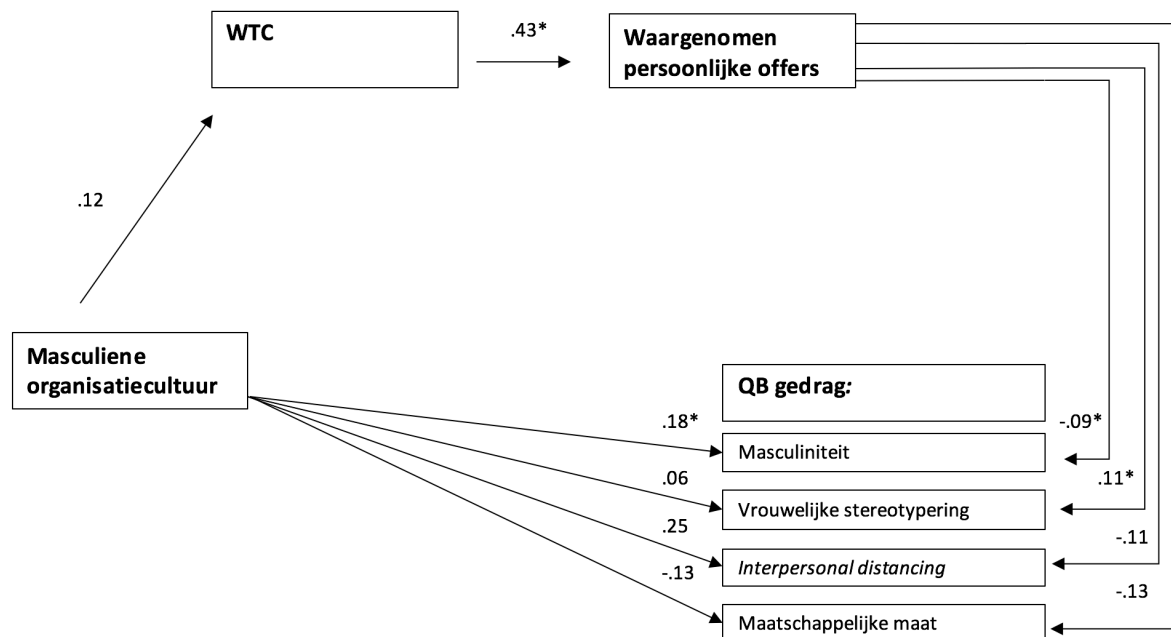 WTC
.43*
Waargenomen
persoonlijke offers
.12
Masculiene
organisatiecultuur
QB gedrag:
.18*
-.09*
Masculiniteit
.06
.11*
Vrouwelijke stereotypering
.25
-.11
Interpersonal distancing
-.13
-.13
Maatschappelijke maat